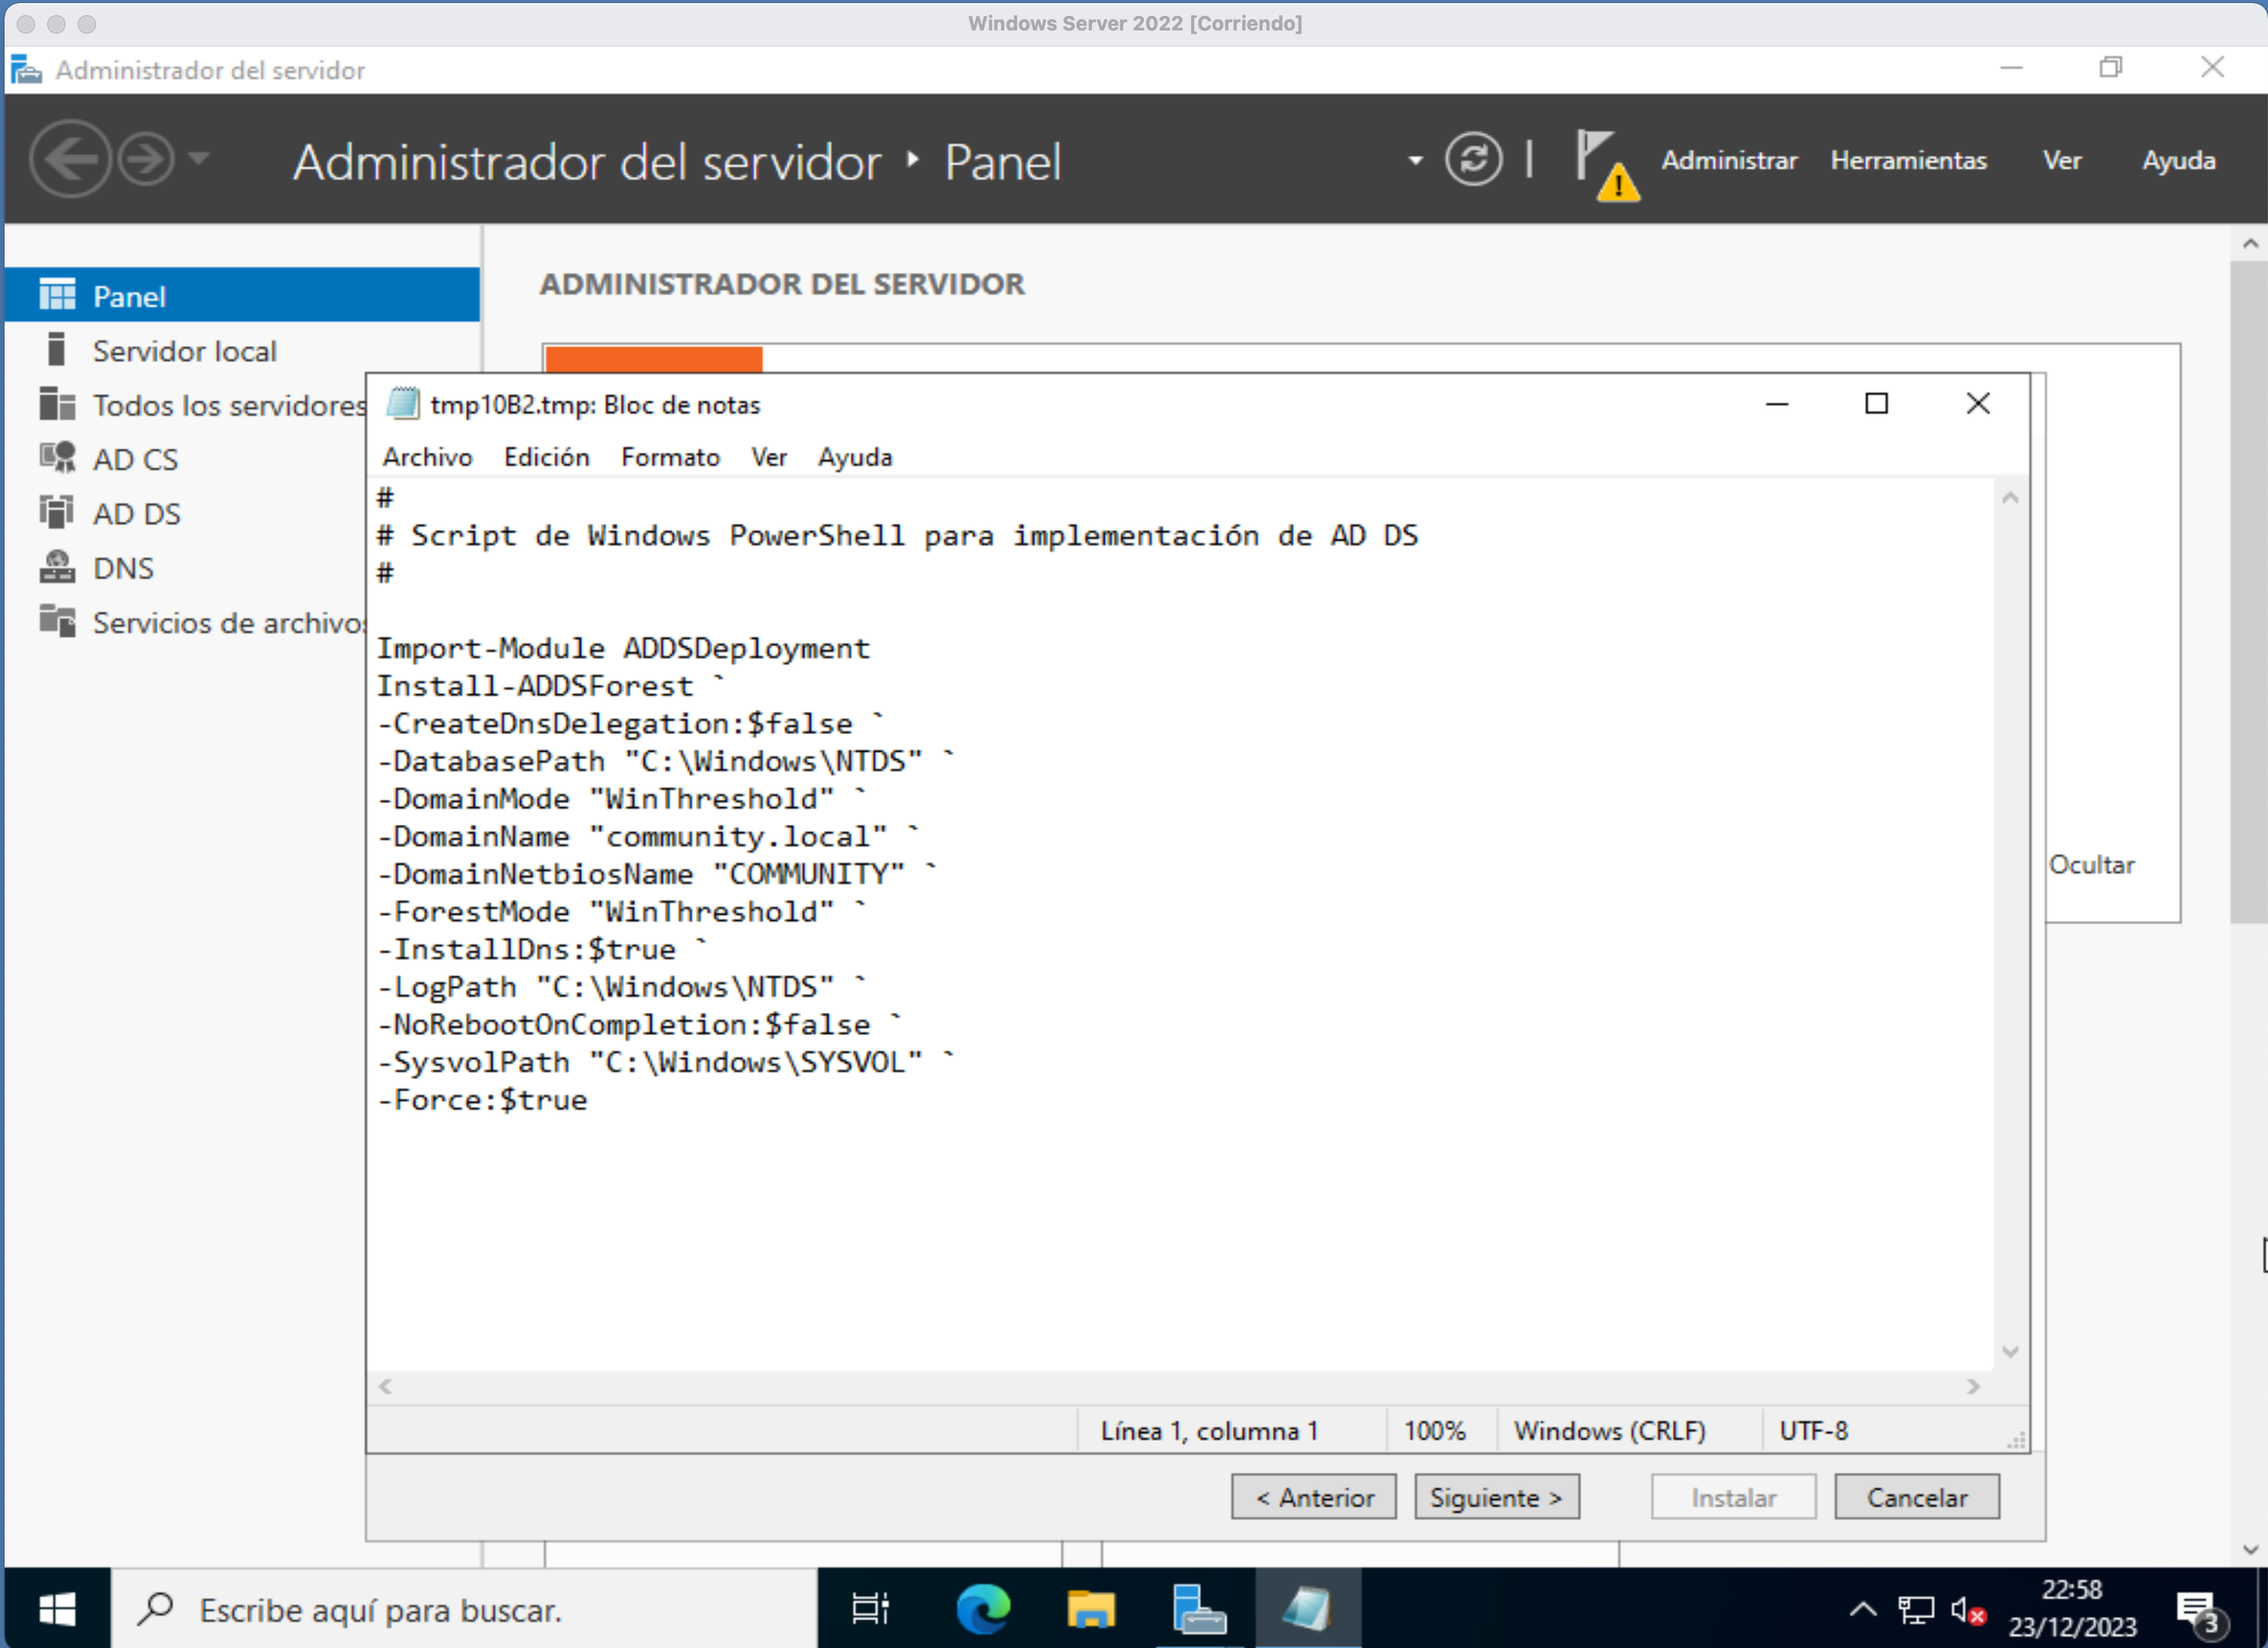 Windows Server 2022 [Corriendo]
Administrador del servidor
Administrador del servidor ‣ Panel
Administrar Herramientas Ver Ayuda
Panel
Servidor local
Todos los servidores
AD CS
AD DS
DNS
Servicios de archivos
ADMINISTRADOR DEL SERVIDOR
tmp10B2.tmp: Bloc de notas
Archivo Edición Formato Ver Ayuda
#
# Script de Windows PowerShell para implementación de AD DS
#
Import-Module ADDSDeployment
Install-ADDSForest `
-CreateDnsDelegation:$false `
-DatabasePath "C:\Windows\NTDS" `
-DomainMode "WinThreshold" `
-DomainName "community.local" `
-DomainNetbiosName "COMMUNITY" `
-ForestMode "WinThreshold" `
-InstallDns:$true `
-LogPath "C:\Windows\NTDS" `
-NoRebootOnCompletion:$false `
-SysvolPath "C:\Windows\SYSVOL" `
-Force:$true
Ocultar
Línea 1, columna 1 100% Windows (CRLF) UTF-8
< Anterior Siguiente > Instalar Cancelar
Escribe aquí para buscar.
22:58
23/12/2023
3